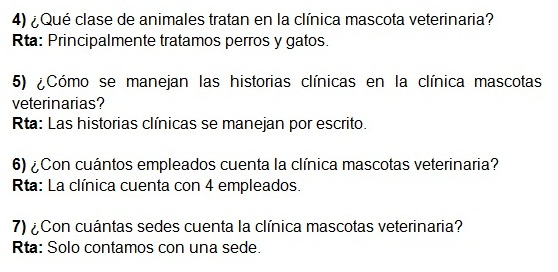 4) ¿Qué clase de animales tratan en la clínica mascota veterinaria?
Rta: Principalmente tratamos perros y gatos.
5) ¿Cómo se manejan las historias clínicas en la clínica mascotas
veterinarias?
Rta: Las historias clínicas se manejan por escrito.
6) ¿Con cuántos empleados cuenta la clínica mascotas veterinaria?
Rta: La clínica cuenta con 4 empleados.
7) ¿Con cuántas sedes cuenta la clínica mascotas veterinaria?
Rta: Solo contamos con una sede.